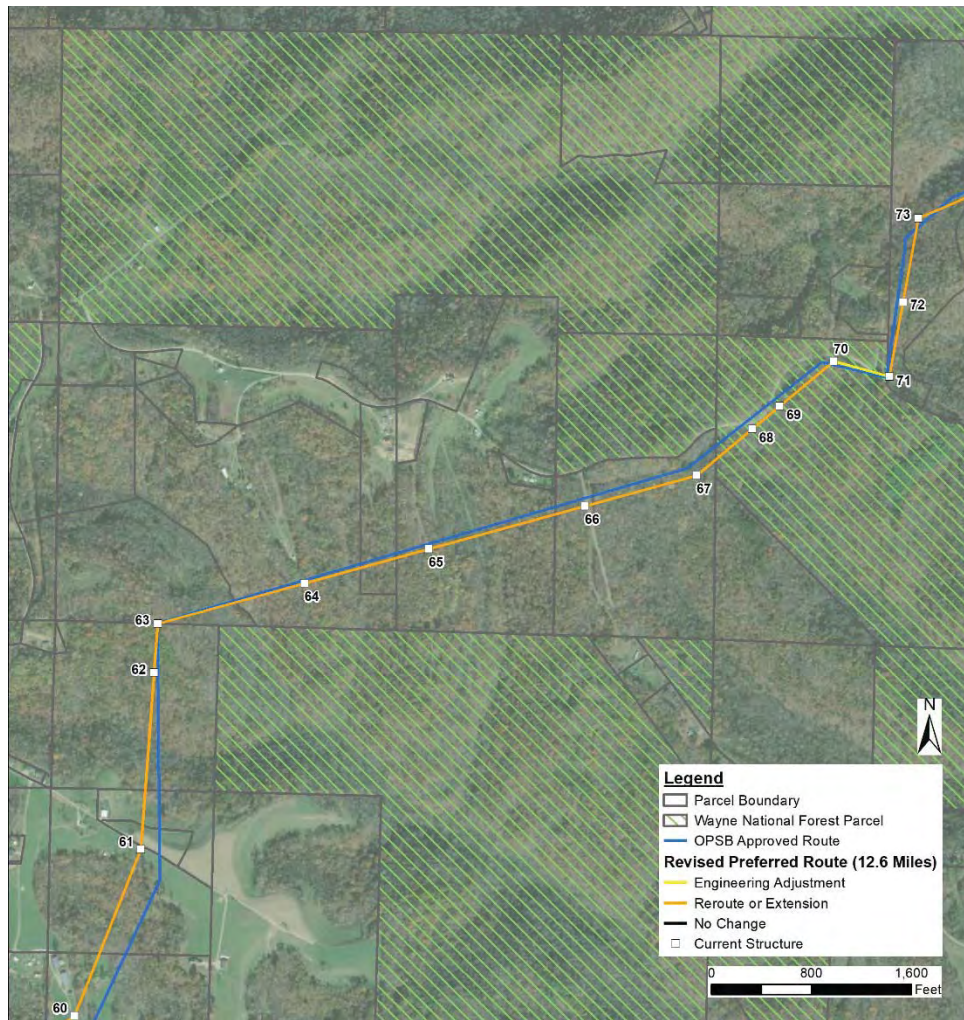 73
72
70
71
69
68
67
66
65
64
63
62
61
60
N
Legend
Parcel Boundary
Wayne National Forest Parcel
OPSB Approved Route
Revised Preferred Route (12.6 Miles)
Engineering Adjustment
Reroute or Extension
No Change
Current Structure
0 800 1,600
Feet